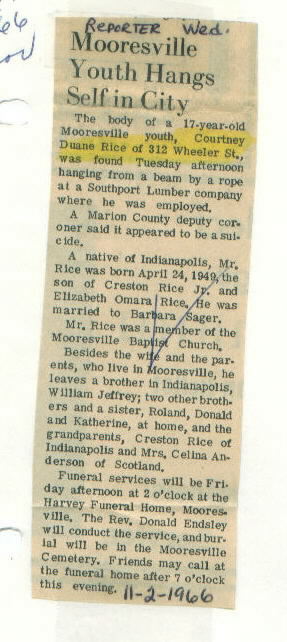 66
REPORTER Wed.
Mooresville
Youth Hangs
Self in City
The body of a 17-year-old
Mooresville youth, Courtney
Duane Rice of 312 Wheeler St.,
was found Tuesday afternoon
hanging from a beam by a rope
at a Southport Lumber company
where he was employed.
A Marion County deputy cor-
oner said it appeared to be a sui-
cide.
A native of Indianapolis, Mr.
Rice was born April 24, 1949, the
son of Creston Rice Jr. and
Elizabeth Omara Rice. He was
married to Barbara Sager.
Mr. Rice was a member of the
Mooresville Baptist Church.
Besides the wife and the par-
ents, who live in Mooresville, he
leaves a brother in Indianapolis,
William Jeffrey; two other broth-
ers and a sister, Roland, Donald
and Katherine, at home, and the
grandparents, Creston Rice of
Indianapolis and Mrs. Celina An-
derson of Scotland.
Funeral services will be Fri-
day afternoon at 2 o'clock at the
Harvey Funeral Home, Moores-
ville. The Rev. Donald Endsley
will conduct the service, and bur-
ial will be in the Mooresville
Cemetery. Friends may call at
the funeral home after 7 o'clock
this evening. 11-2-1966